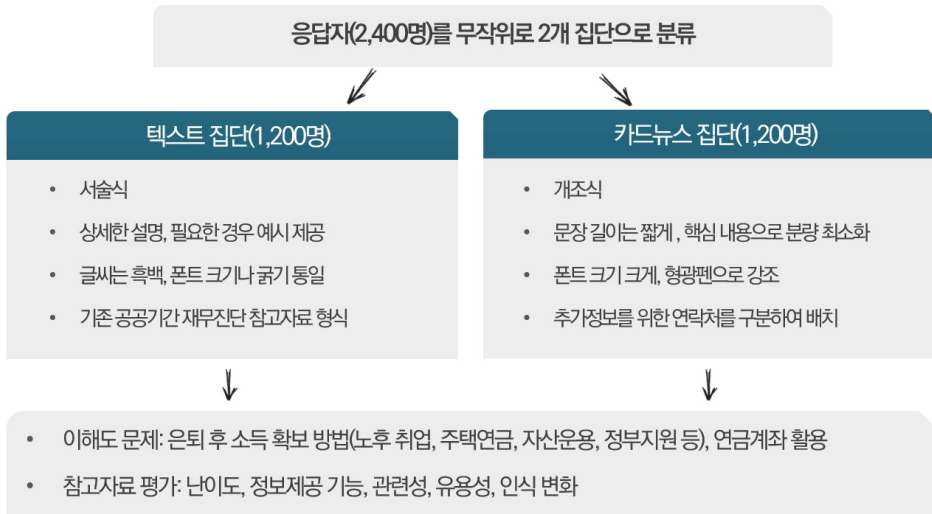 응답자(2,400명)를 무작위로 2개 집단으로 분류
텍스트 집단(1,200명)
• 서술식
• 상세한 설명, 필요한 경우 예시 제공
• 글씨는 흑백, 폰트 크기나 굵기 통일
• 기존 공공기간 재무진단 참고자료 형식
카드뉴스 집단(1,200명)
• 개조식
• 문장 길이는 짧게 , 핵심 내용으로 분량 최소화
• 폰트 크기 크게, 형광펜으로 강조
• 추가정보를 위한 연락처를 구분하여 배치
• 이해도 문제: 은퇴 후 소득 확보 방법(노후 취업, 주택연금, 자산운용, 정부지원 등), 연금계좌 활용
• 참고자료 평가: 난이도, 정보제공 기능, 관련성, 유용성, 인식 변화